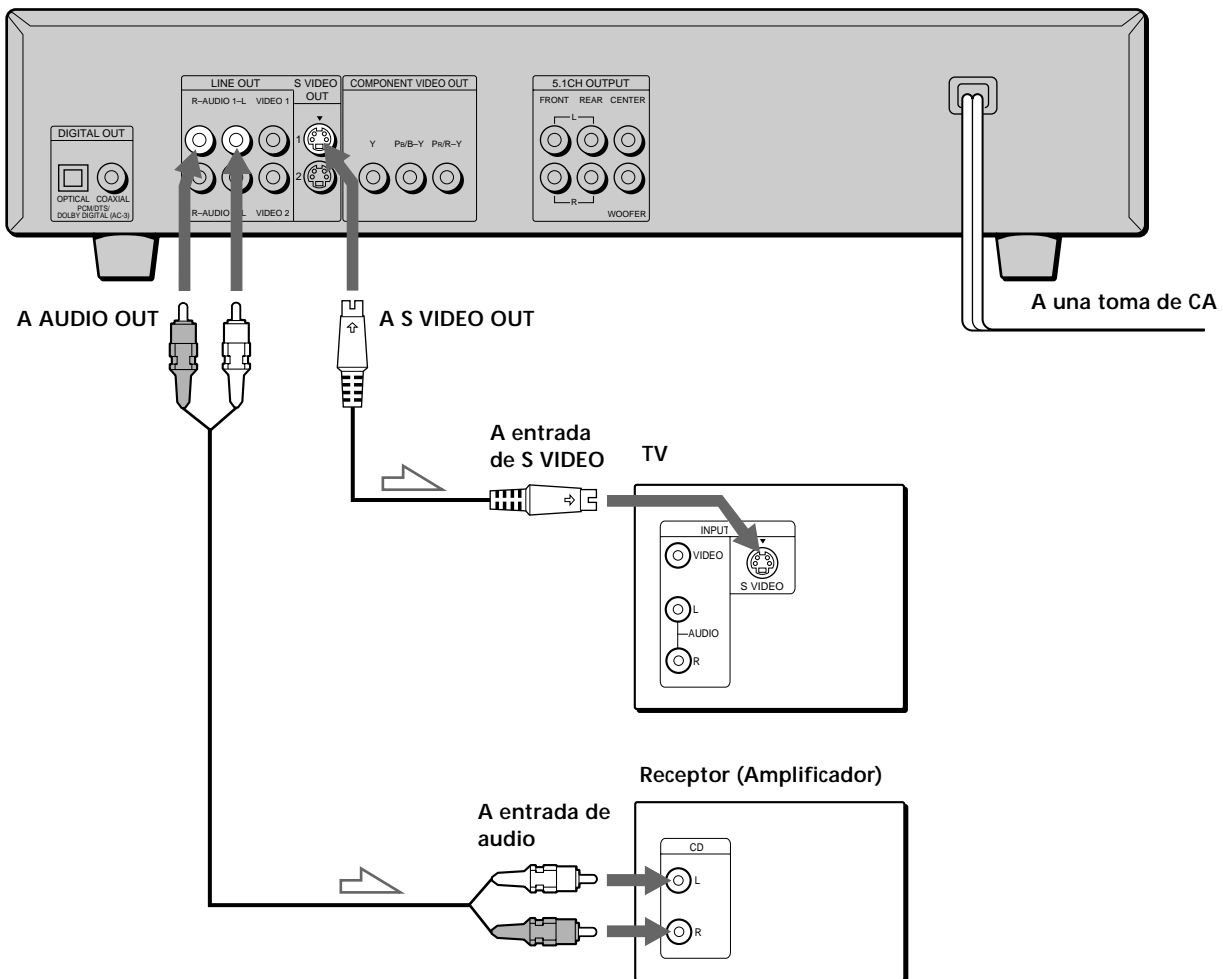 LINE OUT
R–AUDIO 1–L VIDEO 1
S VIDEO
OUT
1
2
COMPONENT VIDEO OUT
Y PB/B–Y PR/R–Y
5.1CH OUTPUT
FRONT REAR CENTER
L
R
WOOFER
DIGITAL OUT
OPTICAL COAXIAL
PCM/DTS/
DOLBY DIGITAL (AC-3)
R–AUDIO L VIDEO 2
A una toma de CA
A AUDIO OUT
A S VIDEO OUT
A entrada
de S VIDEO
TV
INPUT
VIDEO
S VIDEO
L
AUDIO
R
Receptor (Amplificador)
A entrada de
audio
CD
L
R